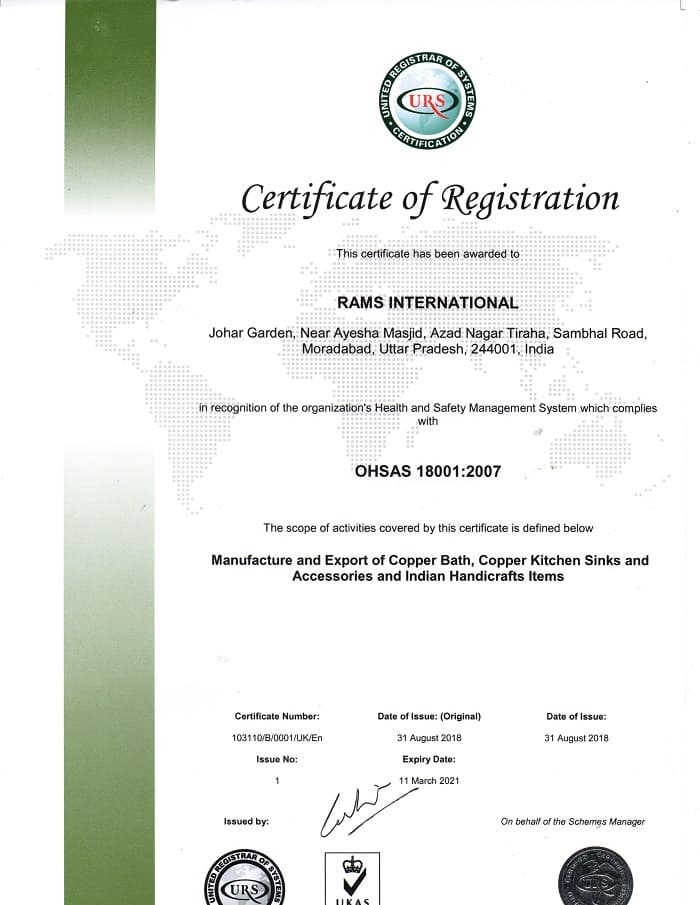 UNITED REGISTRAR OF SYSTEMS
URS
CERTIFICATION
Certificate of Registration
This certificate has been awarded to
RAMS INTERNATIONAL
Johar Garden, Near Ayesha Masjid, Azad Nagar Tiraha, Sambhal Road,
Moradabad, Uttar Pradesh, 244001, India
in recognition of the organization's Health and Safety Management System which complies
with
OHSAS 18001:2007
The scope of activities covered by this certificate is defined below
Manufacture and Export of Copper Bath, Copper Kitchen Sinks and
Accessories and Indian Handicrafts Items
Certificate Number: Date of Issue: (Original) Date of Issue:
103110/B/0001/UK/En 31 August 2018 31 August 2018
Issue No: Expiry Date:
1 11 March 2021
Issued by: On behalf of the Schemes Manager
UNITED REGISTRAR OF SYSTEMS
URS
UKAS